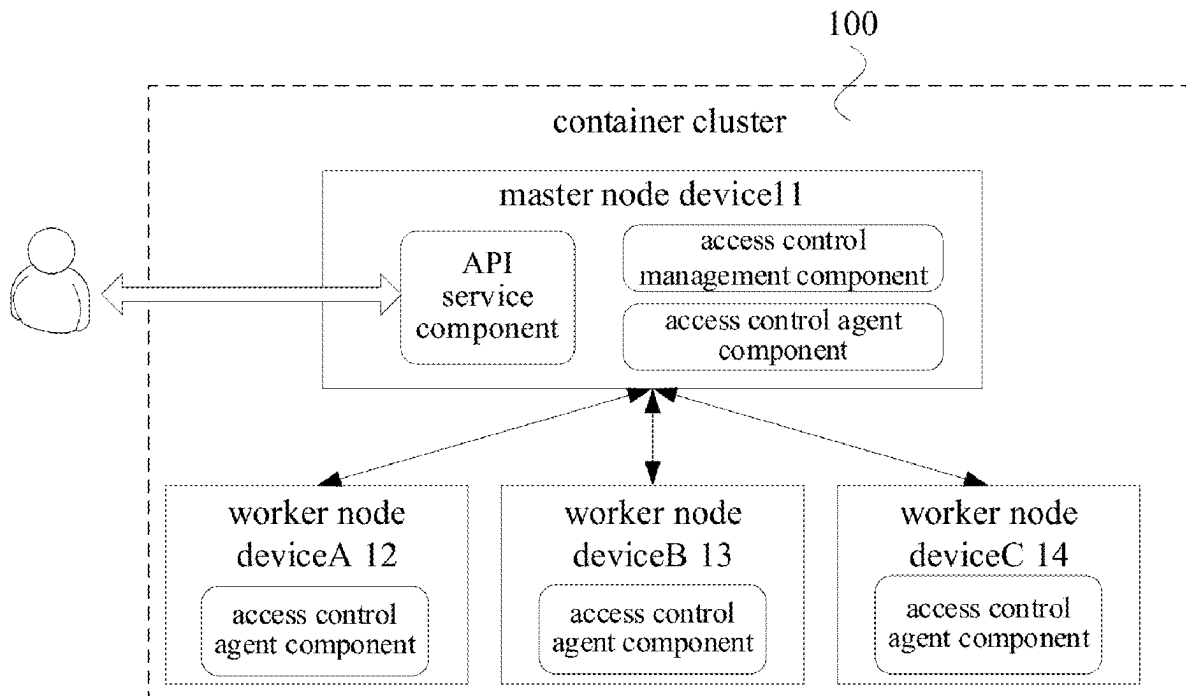 100
container cluster
master node device11
API
service
component
access control
management component
access control agent
component
worker node
deviceA 12
access control
agent component
worker node
deviceB 13
access control
agent component
worker node
deviceC 14
access control
agent component